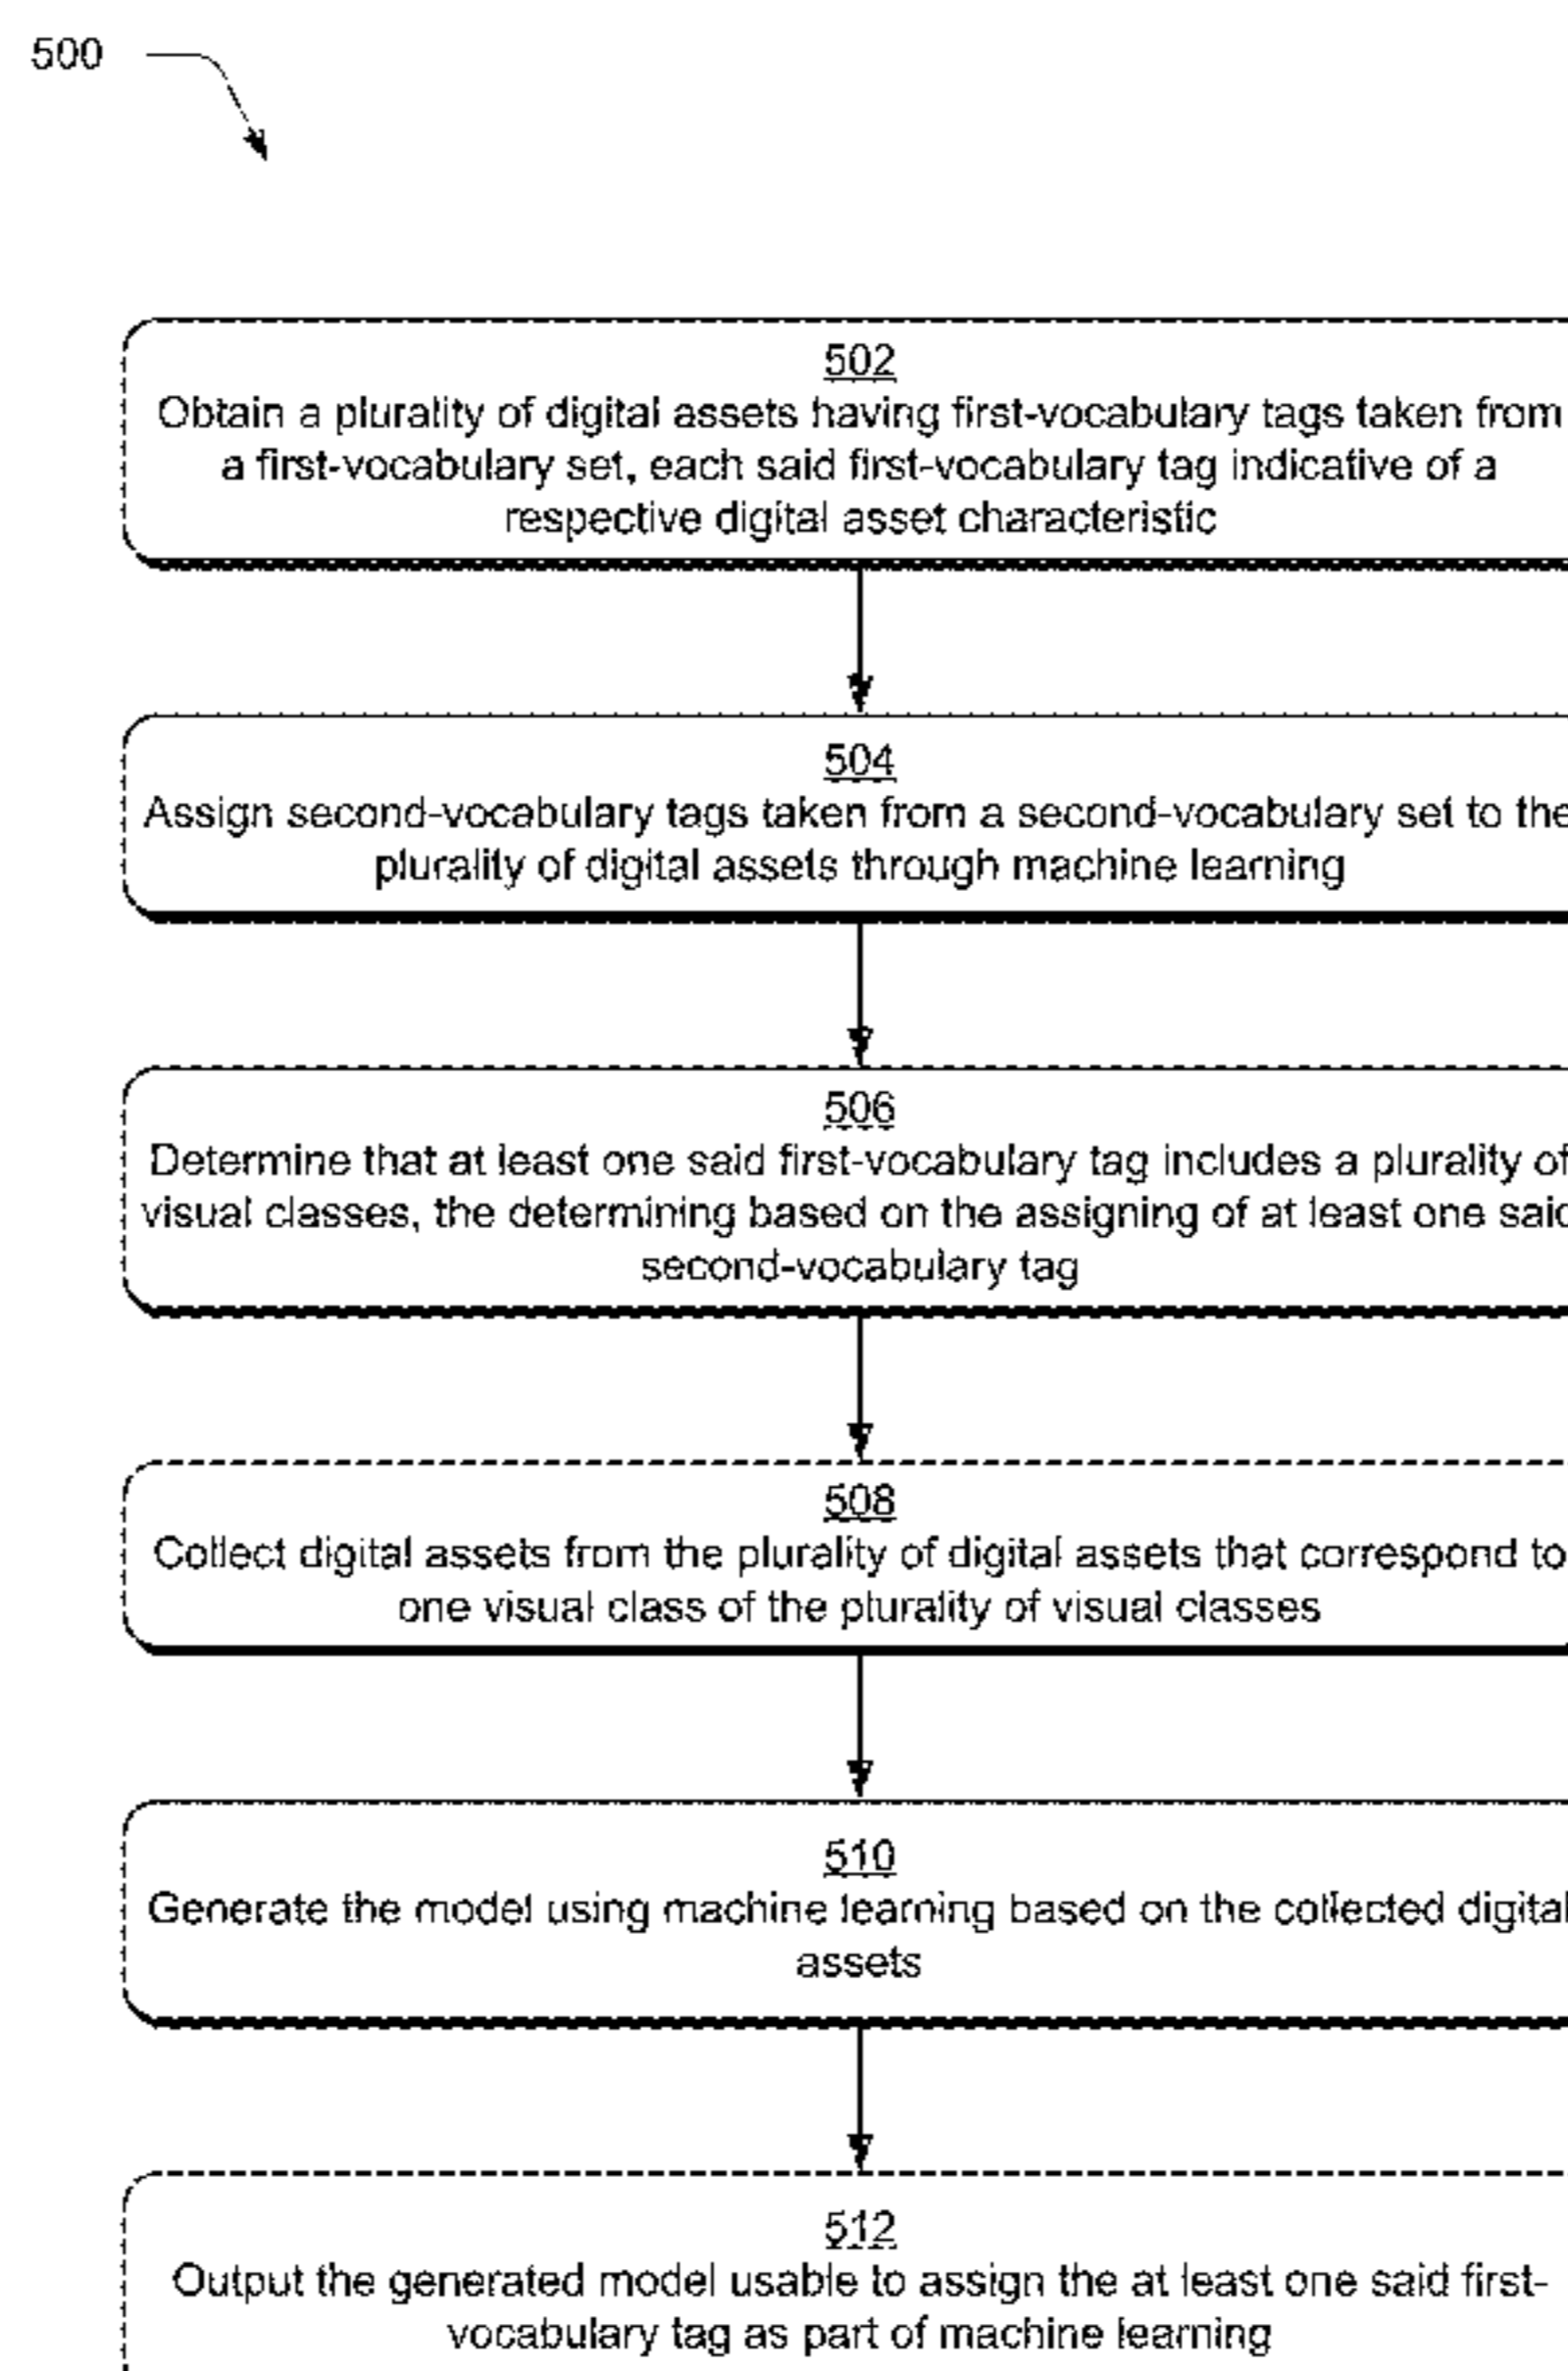 500
502
Obtain a plurality of digital assets having first-vocabulary tags taken from
a first-vocabulary set, each said first-vocabulary tag indicative of a
respective digital asset characteristic
504
Assign second-vocabulary tags taken from a second-vocabulary set to the
plurality of digital assets through machine learning
506
Determine that at least one said first-vocabulary tag includes a plurality of
visual classes, the determining based on the assigning of at least one said
second-vocabulary tag
508
Collect digital assets from the plurality of digital assets that correspond to
one visual class of the plurality of visual classes
510
Generate the model using machine learning based on the collected digital
assets
512
Output the generated model usable to assign the at least one said first-
vocabulary tag as part of machine learning